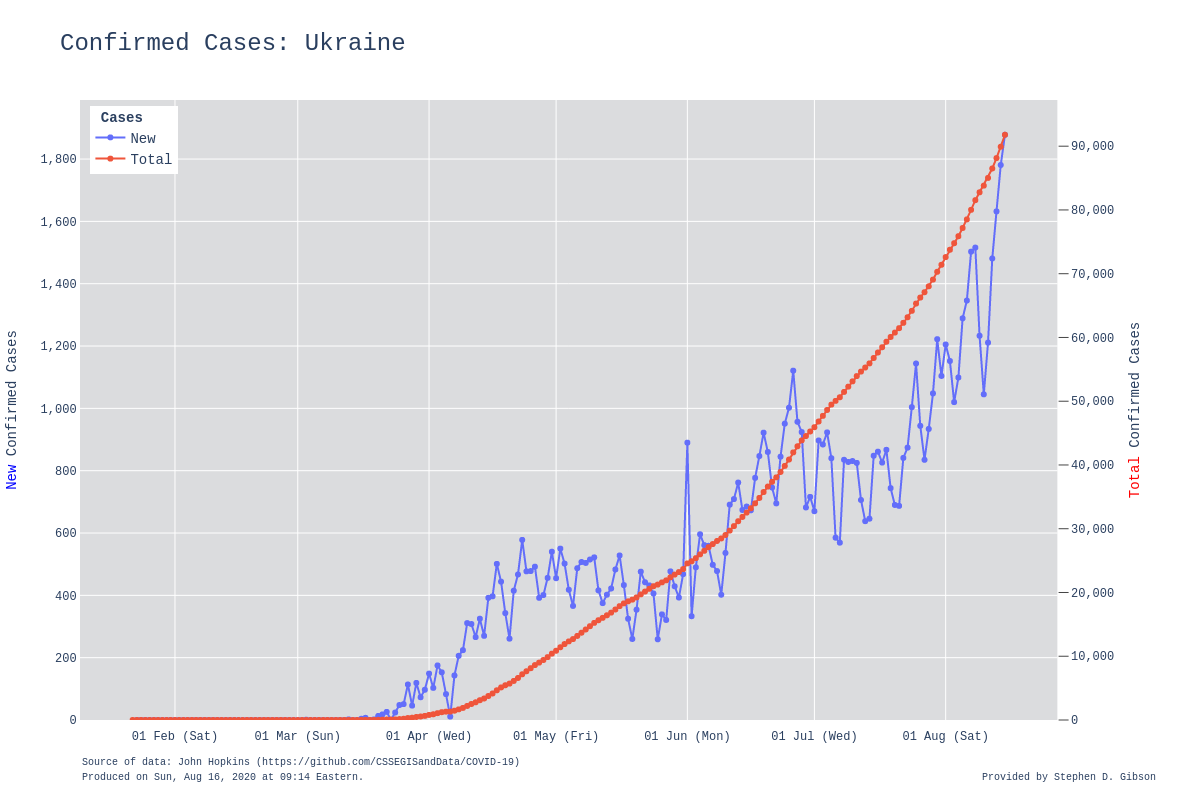 Confirmed Cases: Ukraine
Cases
New
Total
1,800
1,600
1,400
1,200
1,000
800
600
400
200
0
90,000
80,000
70,000
60,000
50,000
40,000
30,000
20,000
10,000
0
New Confirmed Cases
Total Confirmed Cases
01 Feb (Sat)
01 Mar (Sun)
01 Apr (Wed)
01 May (Fri)
01 Jun (Mon)
01 Jul (Wed)
01 Aug (Sat)
Source of data: John Hopkins (https://github.com/CSSEGISandData/COVID-19)
Produced on Sun, Aug 16, 2020 at 09:14 Eastern.
Provided by Stephen D. Gibson